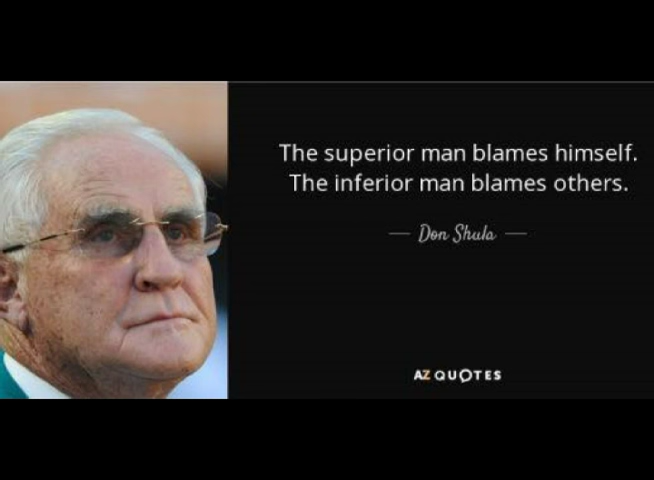 The superior man blames himself.
The inferior man blames others.
— Don Shula —
AZ QUOTES